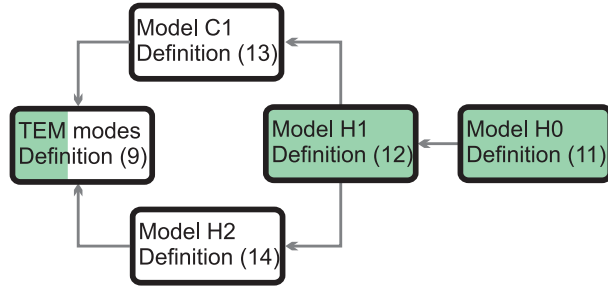 Model C1
Definition (13)
TEM modes
Definition (9)
Model H1
Definition (12)
Model H0
Definition (11)
Model H2
Definition (14)